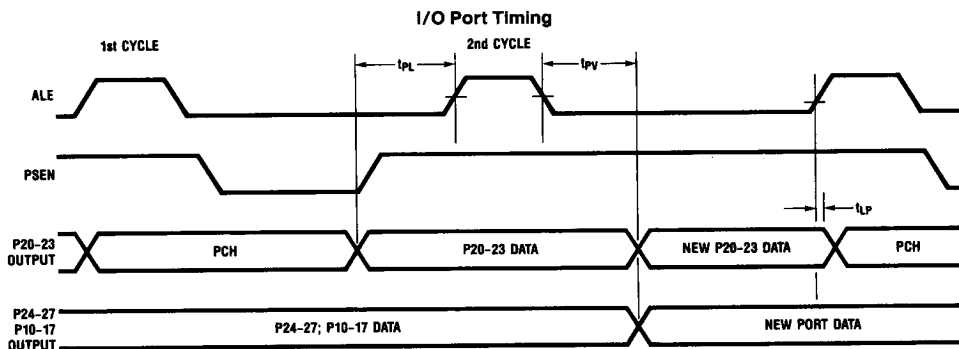 I/O Port Timing
1st CYCLE
2nd CYCLE
tPL
tPV
ALE
PSEN
tLP
P20–23
OUTPUT
PCH
P20–23 DATA
NEW P20–23 DATA
PCH
P24–27
P10–17
OUTPUT
P24–27; P10–17 DATA
NEW PORT DATA